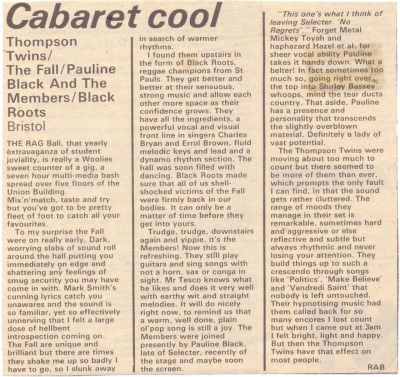 Cabaret cool
Thompson
Twins/
The Fall/Pauline
Black And The
Members/Black
Roots
Bristol
THE RAG Ball, that yearly
extravaganza of student
joviality, is really a Woolies
sweet counter of a gig, a
seven hour multi-media bash
spread over five floors of the
Union Building.
Mix'n'match, taste and try
but you've got to be pretty
fleet of foot to catch all your
favourites.
To my surprise the Fall
were on really early. Dark,
worrying slabs of sound roll
around the hall putting you
immediately on edge and
shattering any feelings of
smug security you may have
come in with. Mark Smith's
cunning lyrics catch you
unawares and the sound is
so familiar, yet so effectively
unnerving that I felt a large
dose of hellbent
introspection coming on.
The Fall are unique and
brilliant but there are times
they shake me up so badly I
have to go, so I slunk away
in search of warmer
rhythms.
I found them upstairs in
the form of Black Roots,
reggae champions from St
Pauls. They get better and
better at their sensuous,
strong music and allow each
other more space as their
confidence grows. They
have all the ingredients, a
powerful vocal and visual
front line in singers Charles
Bryan and Errol Brown, fluid
melodic keys and lead and a
dynamo rhythm section. The
hall was soon filled with
dancing. Black Roots made
sure that all of us shell-
shocked victims of the Fall
were firmly back in our
bodies. It can only be a
matter of time before they
get into yours.
Trudge, trudge, downstairs
again and yippie, it's the
Members! Now this is
refreshing. They still play
guitars and sing songs with
not a horn, sax or conga in
sight. Mr Tesco knows what
he likes and does it very well
with earthy wit and straight
melodies. It will do nicely
right now, to remind us that
a warm, well done, plain
ol'pop song is still a joy. The
Members were joined
presently by Pauline Black,
late of Selecter, recently of
the stage and maybe soon
the screen.
"This one's what I think of
leaving Selecter. 'No
Regrets'." Forget Metal
Mickey Toyah and
haphazard Hazel et al, for
sheer vocal ability Pauline
takes it hands down. What a
belter! In fact sometimes too
much so, going right over
the top into Shirley Bassey
whoops, mind the tear ducts
country. That aside, Pauline
has a presence and
personality that transcends
the slightly overblown
material. Definitely a lady of
vast potential.
The Thompson Twins were
moving about too much to
count but there seemed to
be more of them than ever,
which prompts the only fault
I can find, in that the sound
gets rather cluttered. The
range of moods they
manage in their set is
remarkable, sometimes hard
and aggressive or else
reflective and subtle but
always rhythmic and never
losing your attention. They
build things up to such a
crescendo through songs
like 'Politics', 'Make Believe'
and 'Vendredi Saint' that
nobody is left untouched.
Their hypnotising music had
them called back for so
many encores I lost count
but when I came out at 3am
I felt bright, light and happy.
But then the Thompson
Twins have that effect on
most people.
RAB